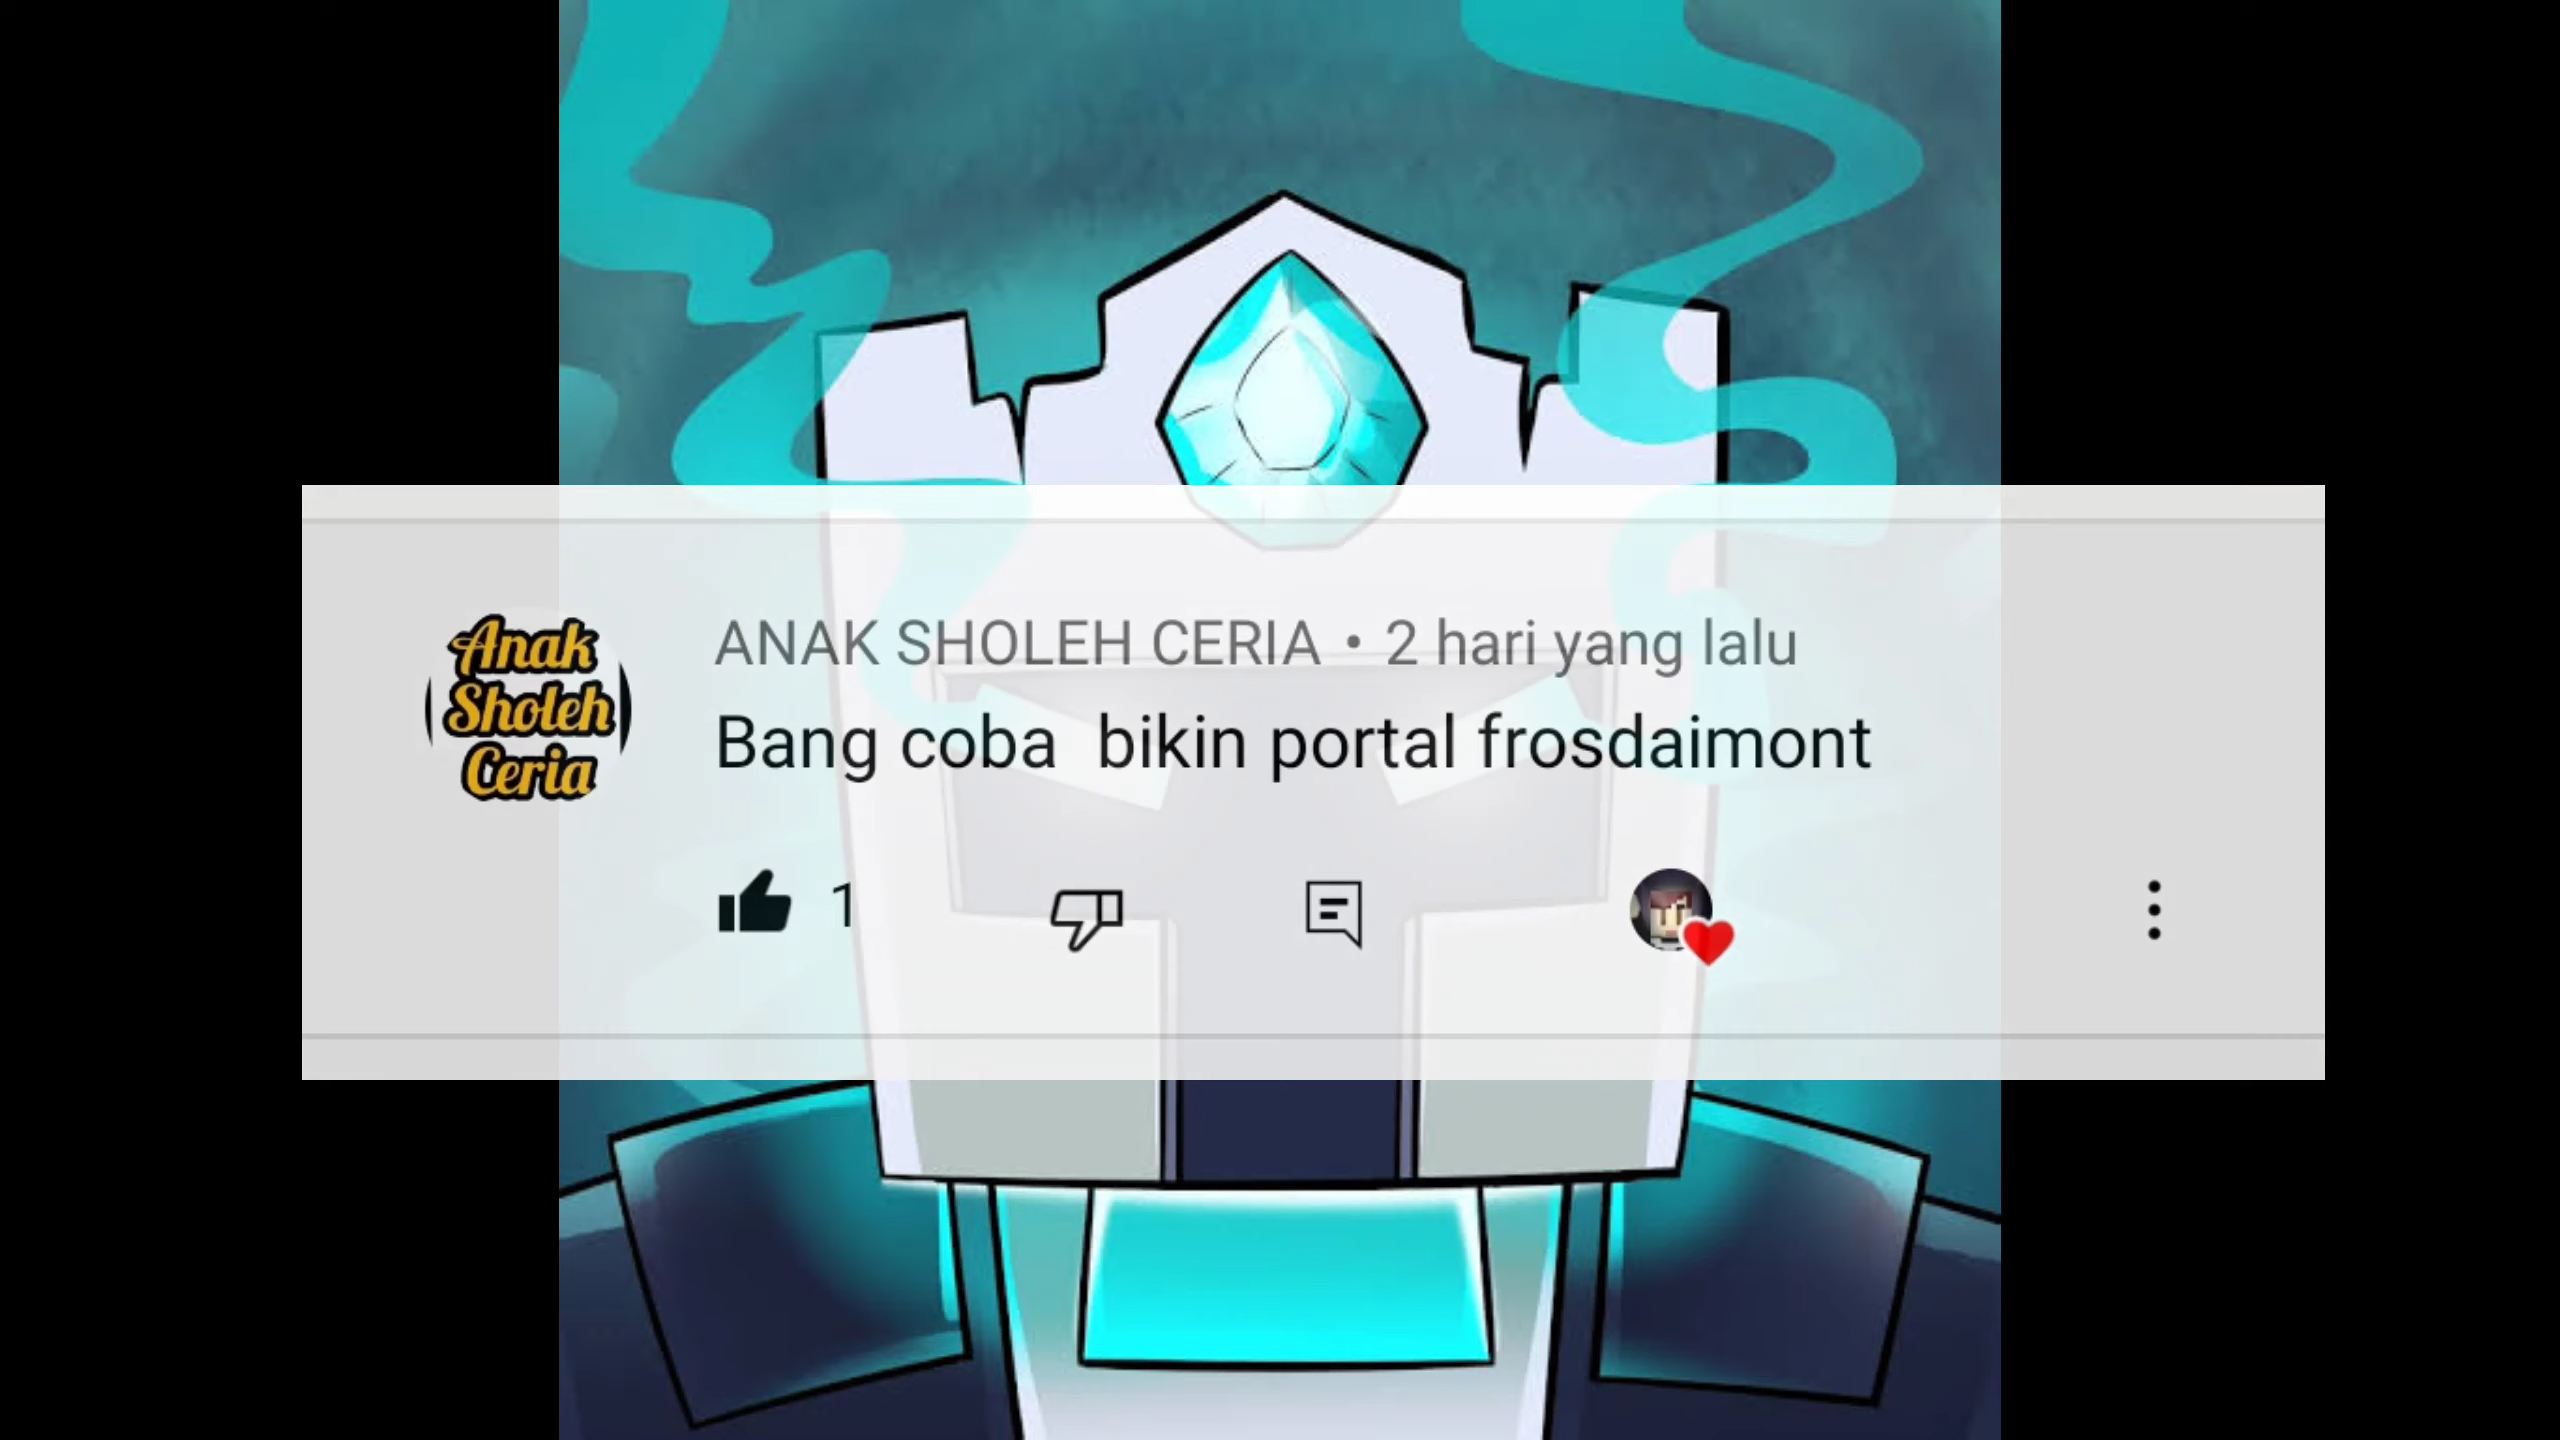 Anak
Sholeh
Ceria
ANAK SHOLEH CERIA • 2 hari yang lalu
Bang coba  bikin portal frosdaimont
1